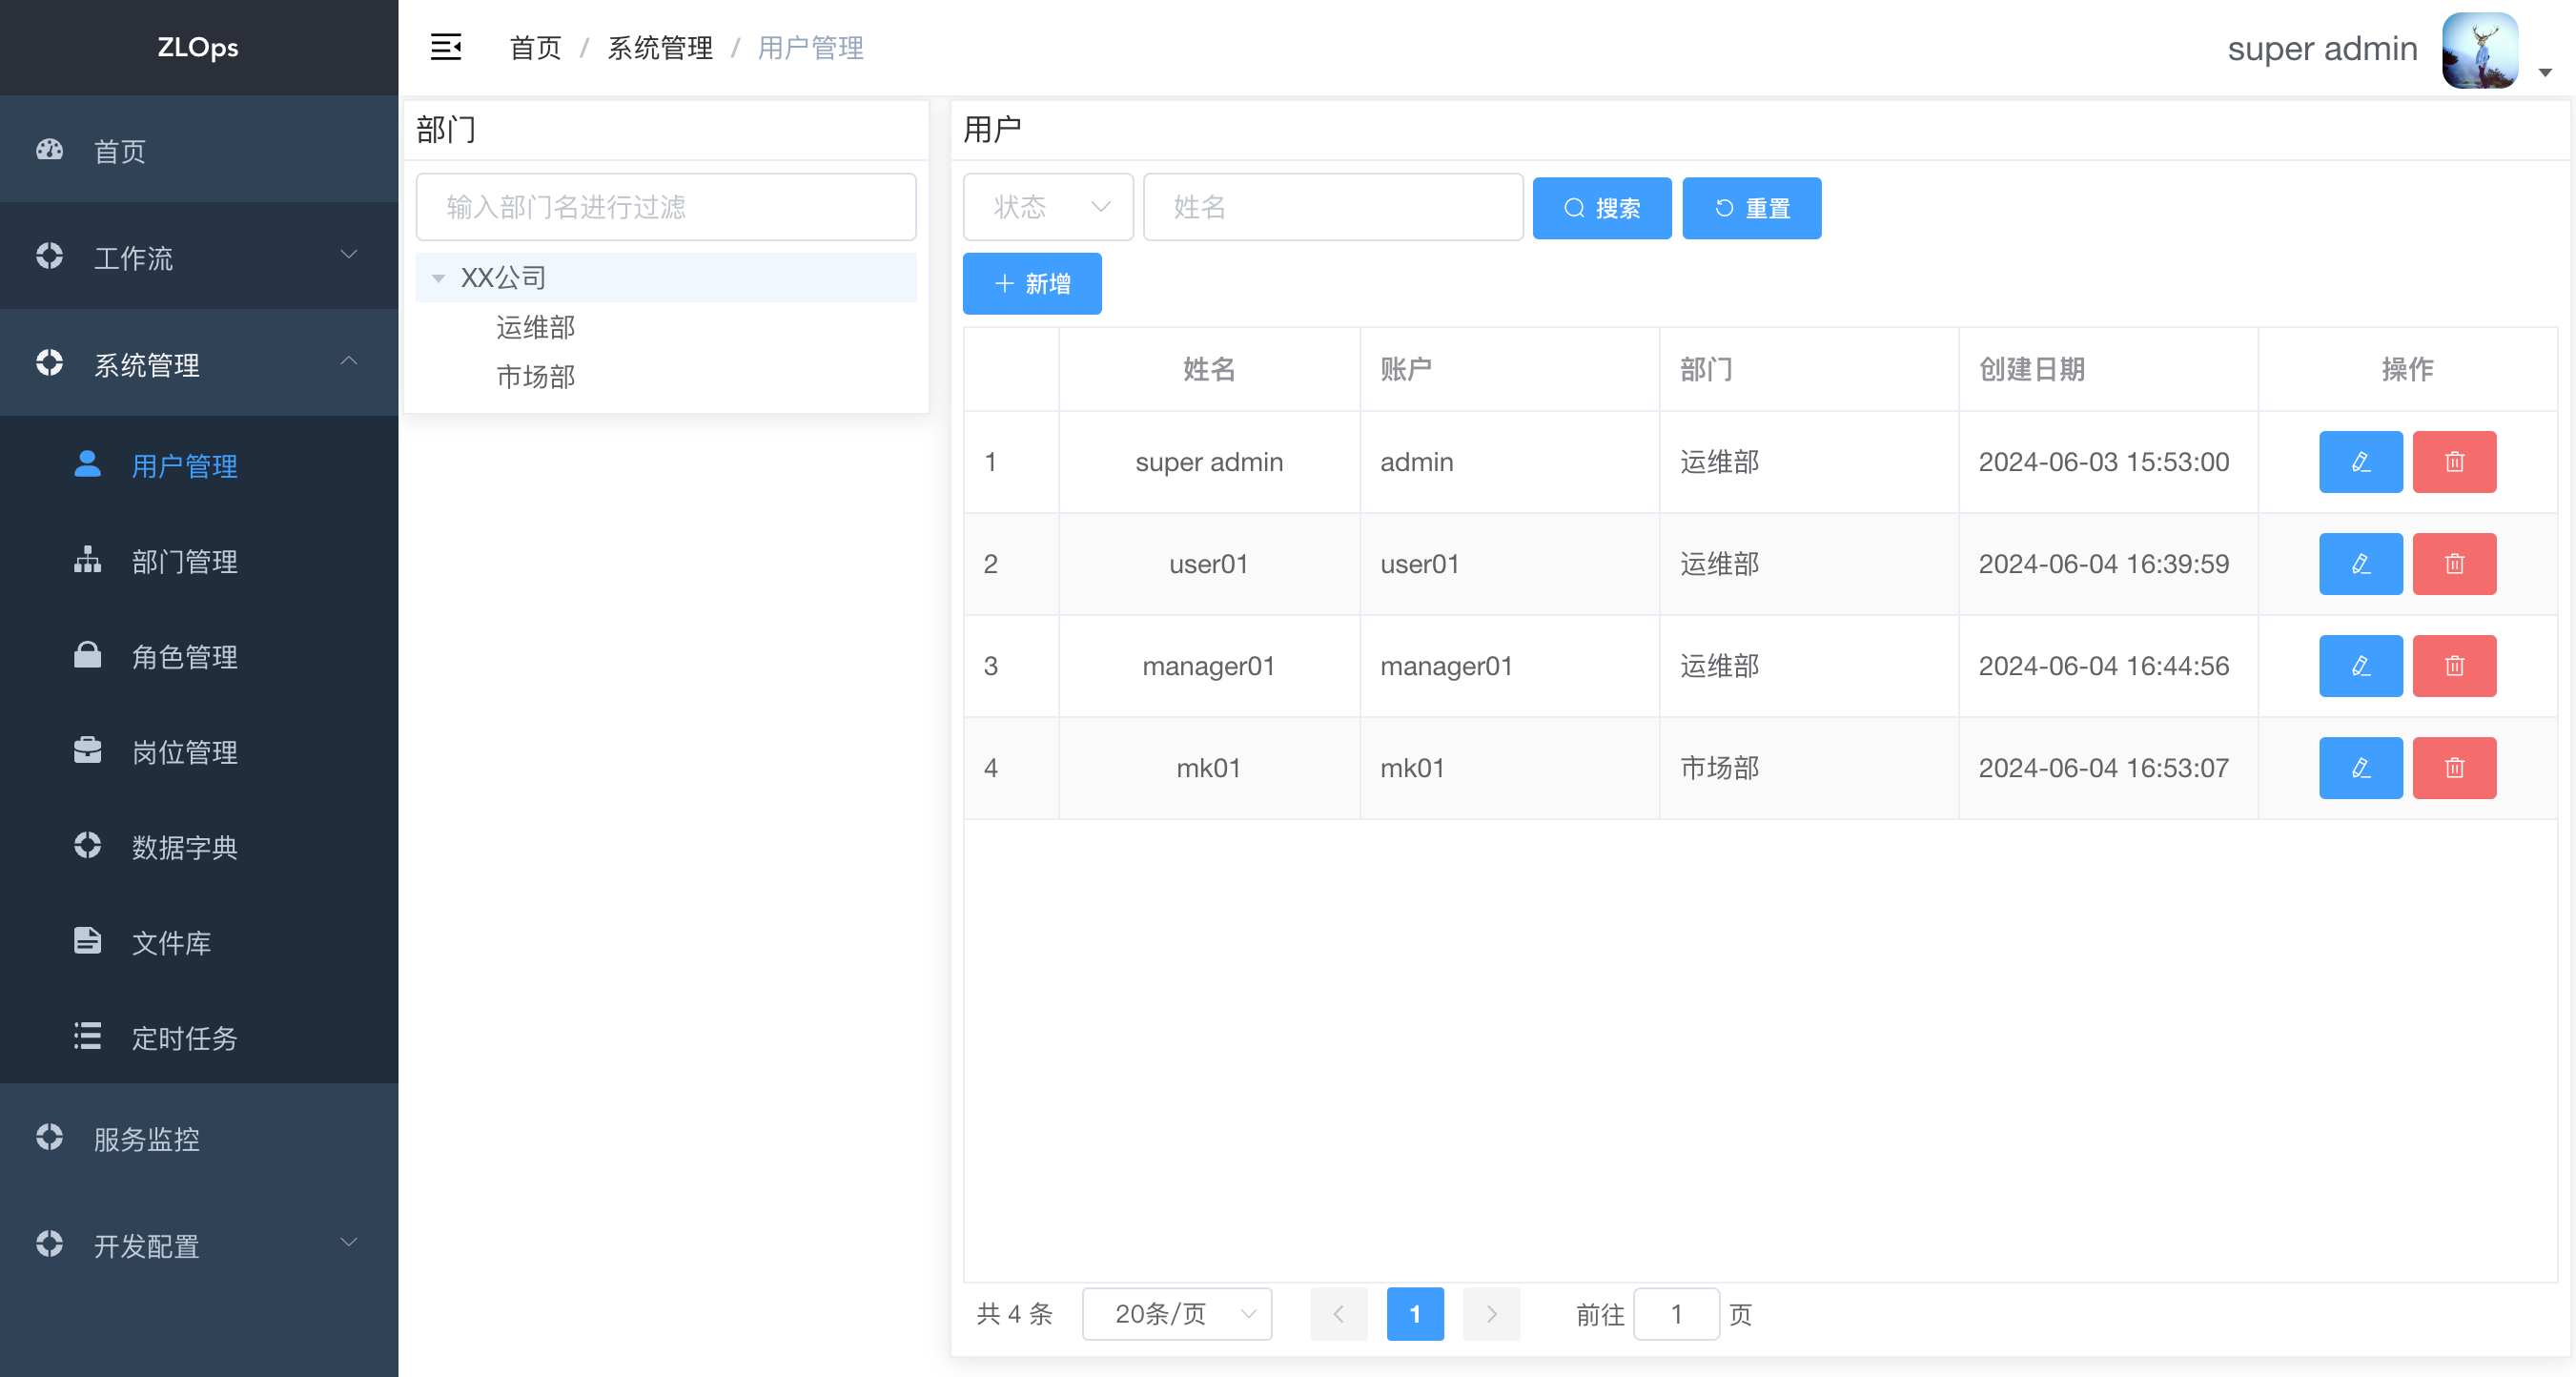 ZLOps
首页 / 系统管理 / 用户管理
super admin
首页
工作流
系统管理
用户管理
部门管理
角色管理
岗位管理
数据字典
文件库
定时任务
服务监控
开发配置
部门
输入部门名进行过滤
XX公司
运维部
市场部
用户
状态 姓名 搜索 重置
新增
姓名 账户 部门 创建日期 操作
1 super admin admin 运维部 2024-06-03 15:53:00
2 user01 user01 运维部 2024-06-04 16:39:59
3 manager01 manager01 运维部 2024-06-04 16:44:56
4 mk01 mk01 市场部 2024-06-04 16:53:07
共 4 条 20条/页 1 前往 1 页